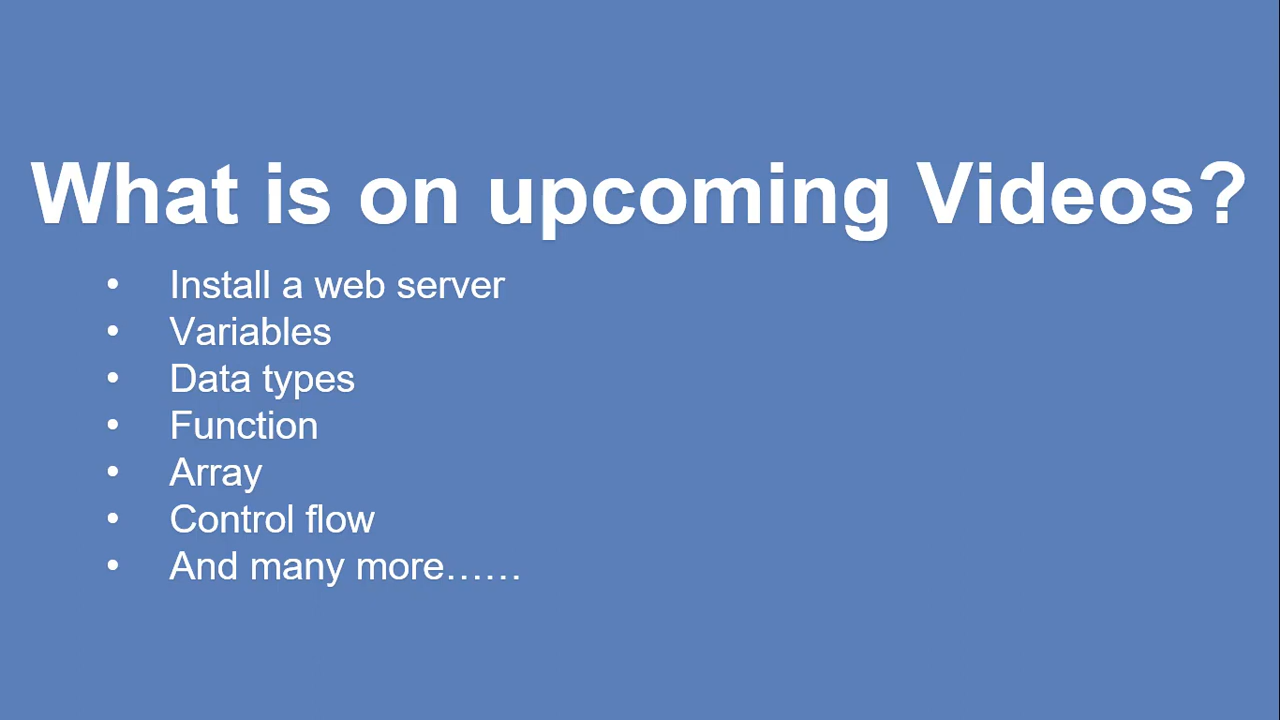 What is on upcoming Videos?
• Install a web server
• Variables
• Data types
• Function
• Array
• Control flow
• And many more……